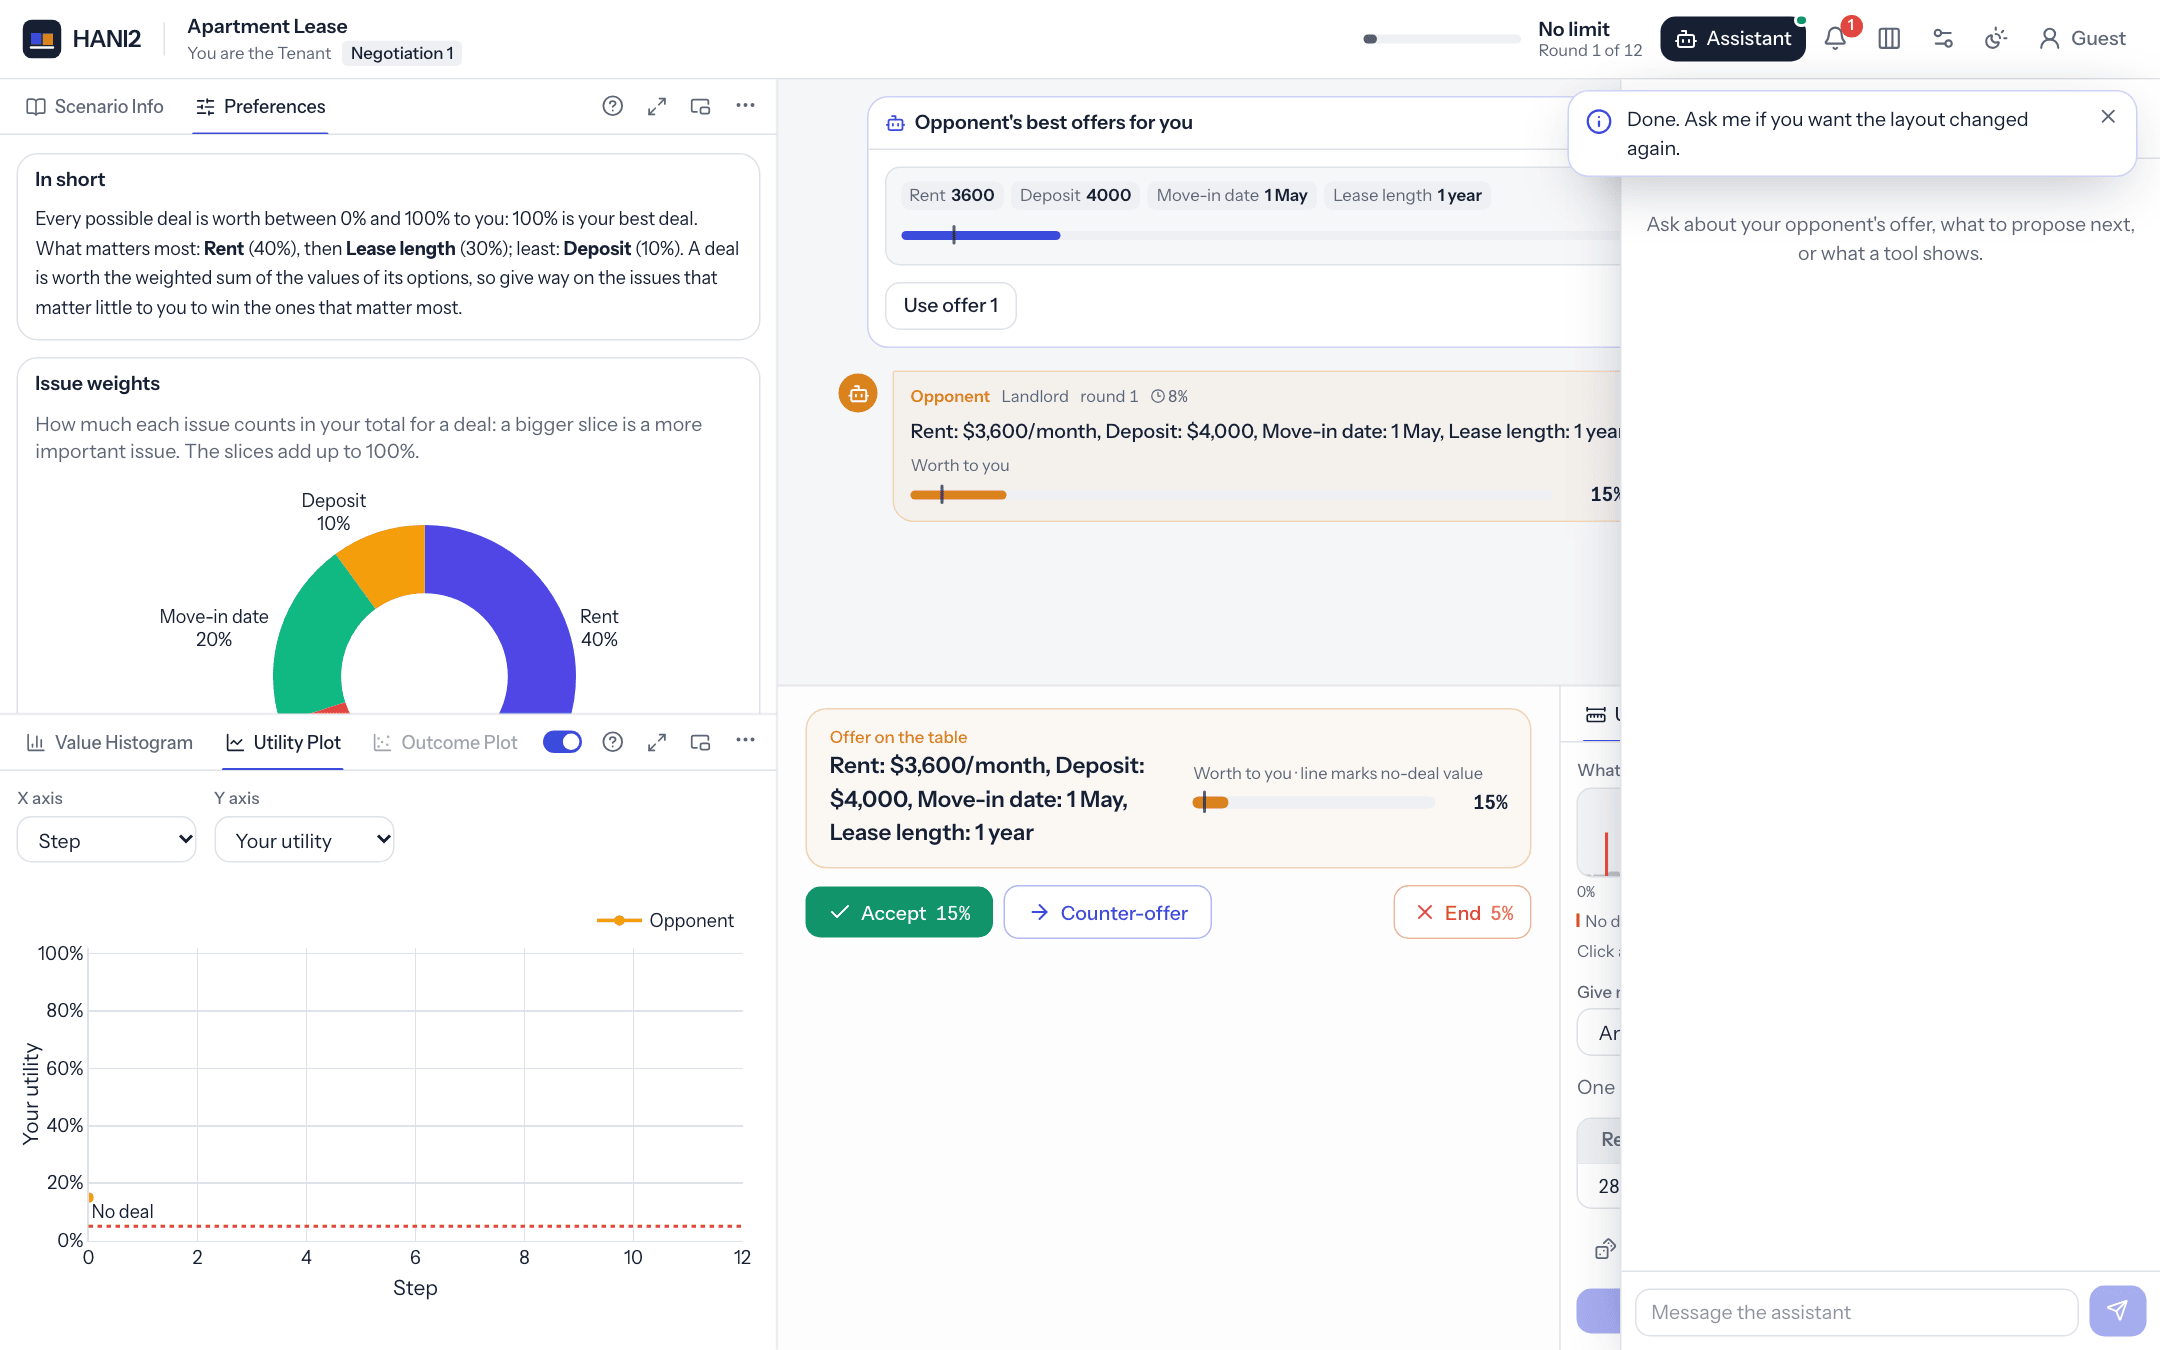 HANI2
Apartment Lease
You are the Tenant Negotiation 1
No limit
Round 1 of 12
Assistant
1
Guest
Scenario Info
Preferences
In short
Every possible deal is worth between 0% and 100% to you: 100% is your best deal.
What matters most: Rent (40%), then Lease length (30%); least: Deposit (10%). A deal
is worth the weighted sum of the values of its options, so give way on the issues that
matter little to you to win the ones that matter most.
Issue weights
How much each issue counts in your total for a deal: a bigger slice is a more
important issue. The slices add up to 100%.
Deposit
10%
Move-in date
20%
Rent
40%
Value Histogram
Utility Plot
Outcome Plot
X axis
Y axis
Step
Your utility
Opponent
100%
80%
60%
40%
20%
0%
Your utility
No deal
0 2 4 6 8 10 12
Step
Opponent's best offers for you
Rent 3600 Deposit 4000 Move-in date 1 May Lease length 1 year
Use offer 1
Opponent Landlord round 1 8%
Rent: $3,600/month, Deposit: $4,000, Move-in date: 1 May, Lease length: 1 year
Worth to you
15%
Offer on the table
Rent: $3,600/month, Deposit:
$4,000, Move-in date: 1 May,
Lease length: 1 year
Worth to you · line marks no-deal value
15%
Accept 15%
Counter-offer
End 5%
What
0%
No d
Click
Give
One
Re
28
Done. Ask me if you want the layout changed
again.
Ask about your opponent's offer, what to propose next,
or what a tool shows.
Message the assistant